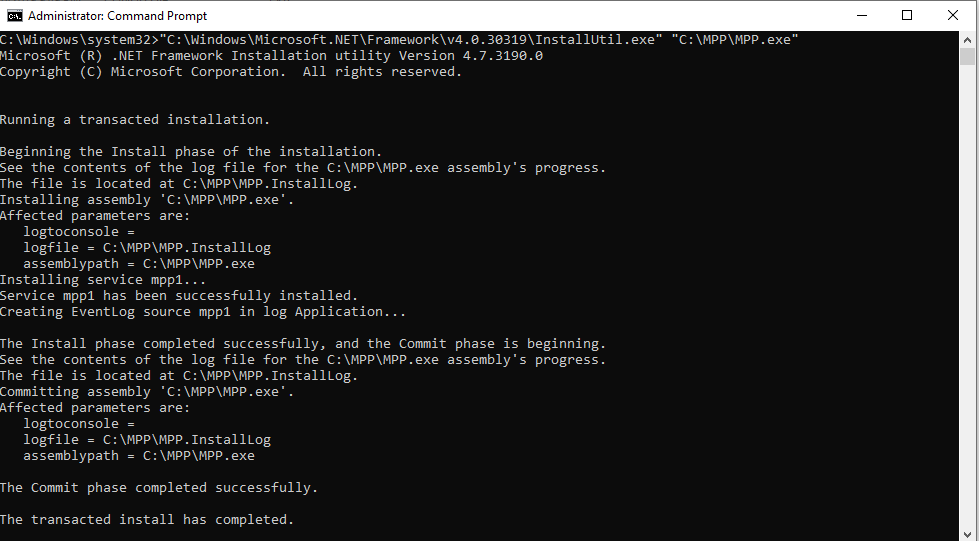 Administrator: Command Prompt
C:\Windows\system32>"C:\Windows\Microsoft.NET\Framework\v4.0.30319\InstallUtil.exe" "C:\MPP\MPP.exe"
Microsoft (R) .NET Framework Installation utility Version 4.7.3190.0
Copyright (C) Microsoft Corporation.  All rights reserved.
Running a transacted installation.
Beginning the Install phase of the installation.
See the contents of the log file for the C:\MPP\MPP.exe assembly's progress.
The file is located at C:\MPP\MPP.InstallLog.
Installing assembly 'C:\MPP\MPP.exe'.
Affected parameters are:
   logtoconsole =
   logfile = C:\MPP\MPP.InstallLog
   assemblypath = C:\MPP\MPP.exe
Installing service mpp1...
Service mpp1 has been successfully installed.
Creating EventLog source mpp1 in log Application...
The Install phase completed successfully, and the Commit phase is beginning.
See the contents of the log file for the C:\MPP\MPP.exe assembly's progress.
The file is located at C:\MPP\MPP.InstallLog.
Committing assembly 'C:\MPP\MPP.exe'.
Affected parameters are:
   logtoconsole =
   logfile = C:\MPP\MPP.InstallLog
   assemblypath = C:\MPP\MPP.exe
The Commit phase completed successfully.
The transacted install has completed.